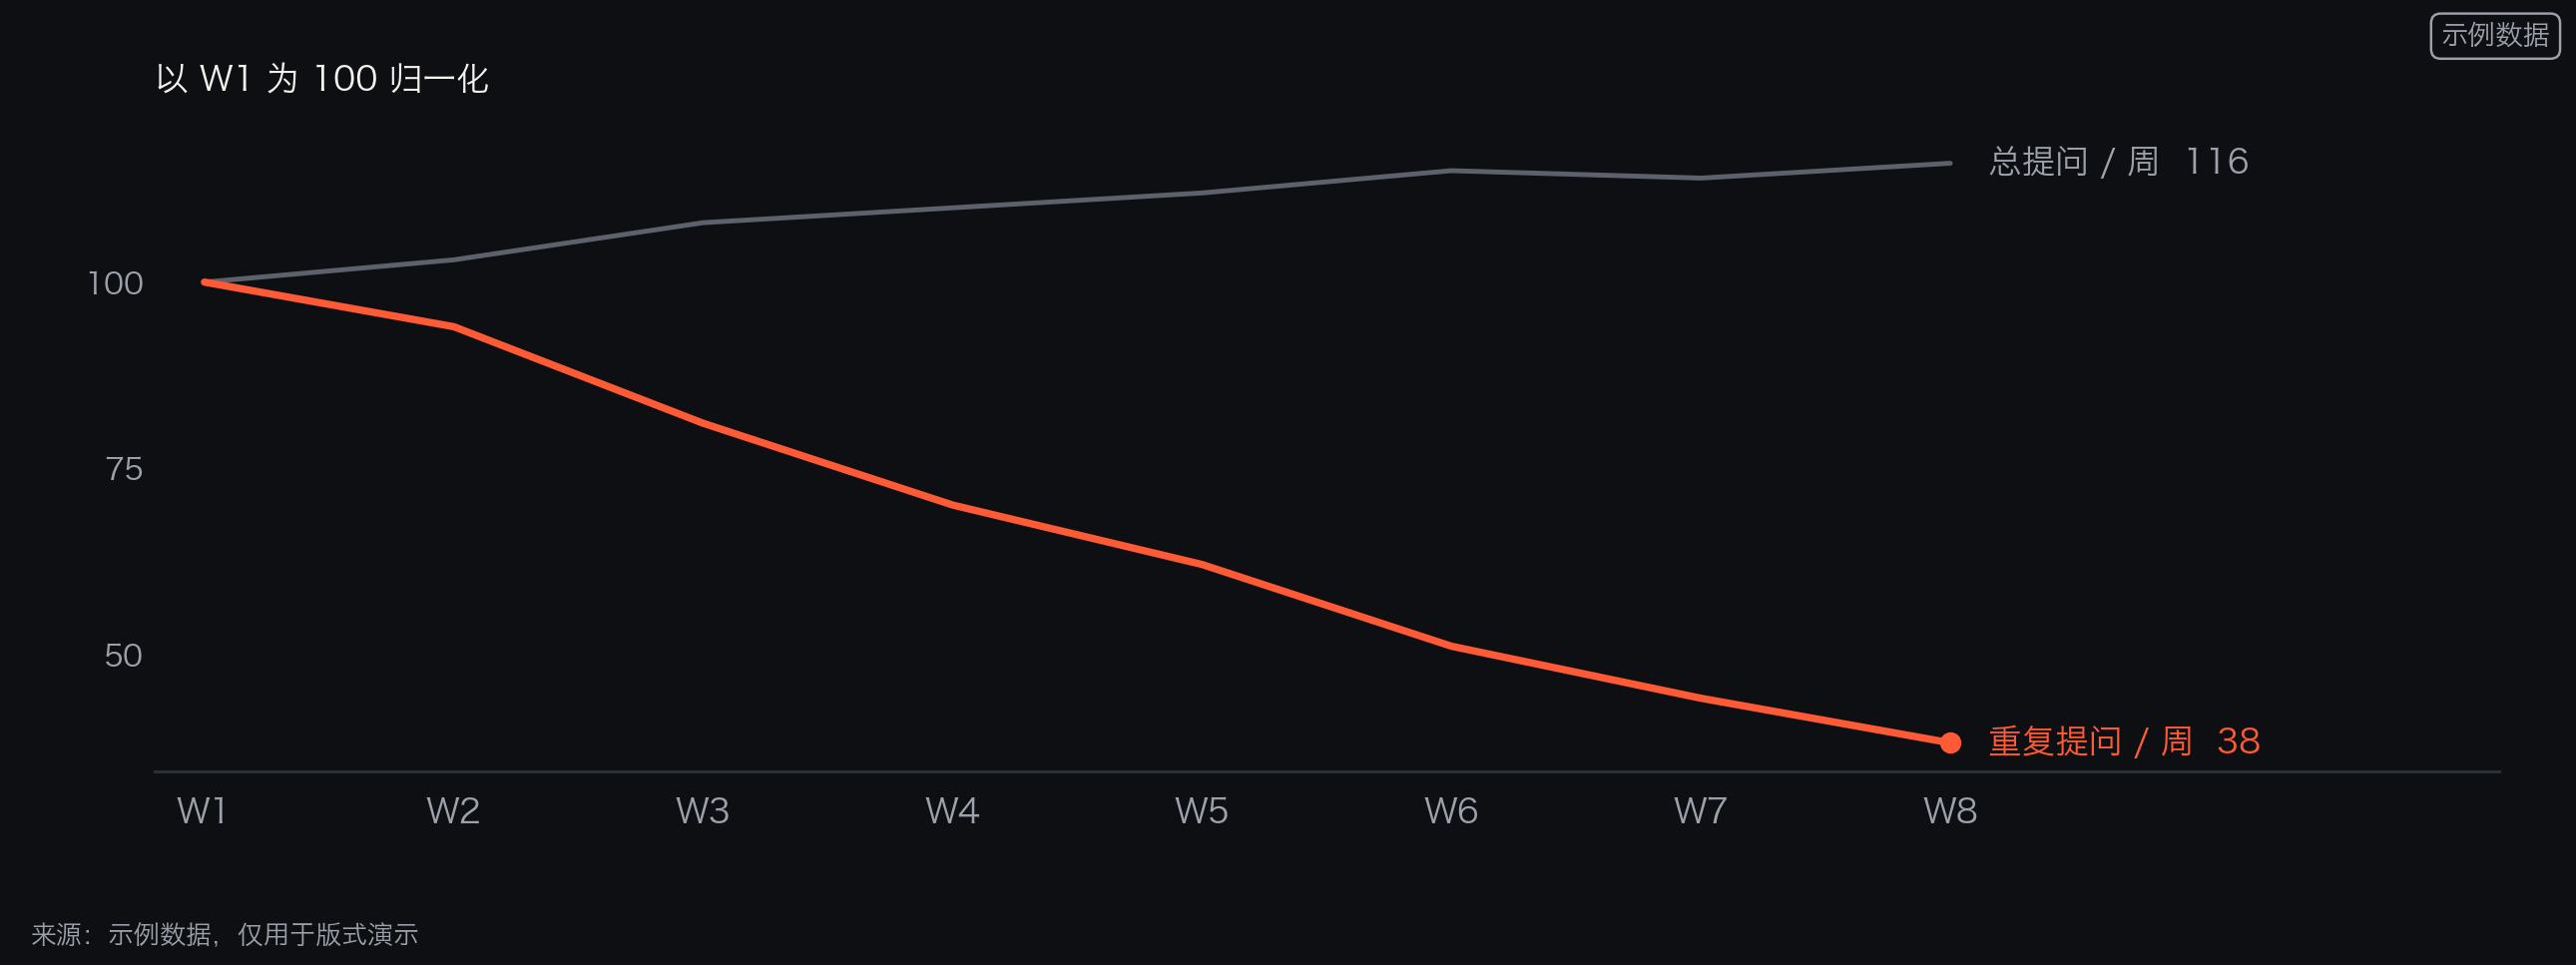 示例数据
以 W1 为 100 归一化
总提问 / 周 116
100
75
50
重复提问 / 周 38
W1 W2 W3 W4 W5 W6 W7 W8
来源：示例数据，仅用于版式演示